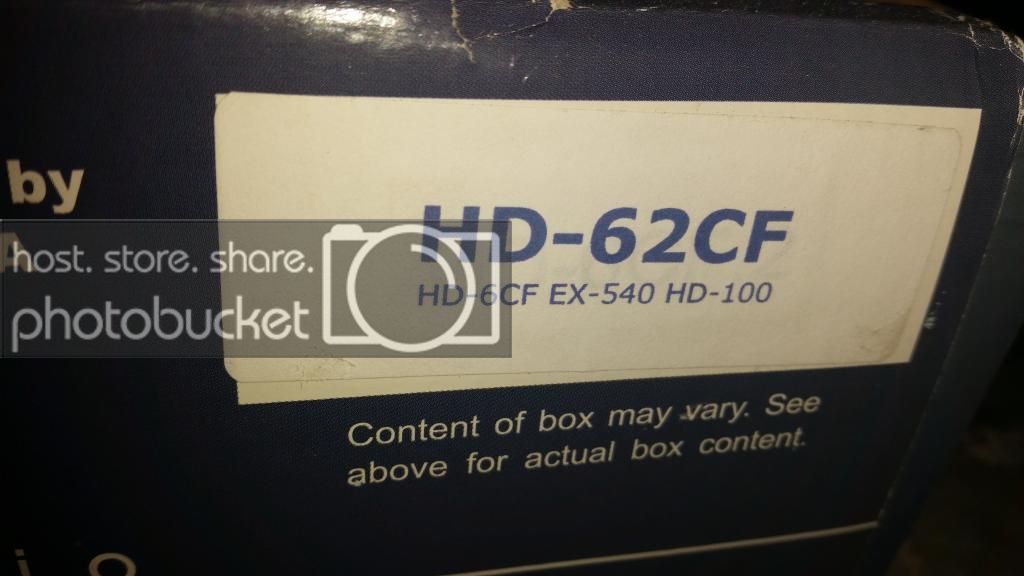 by
A
host. store. share.
photobucket
HD-62CF
HD-6CF EX-540 HD-100
Content of box may vary. See
above for actual box content.
i O